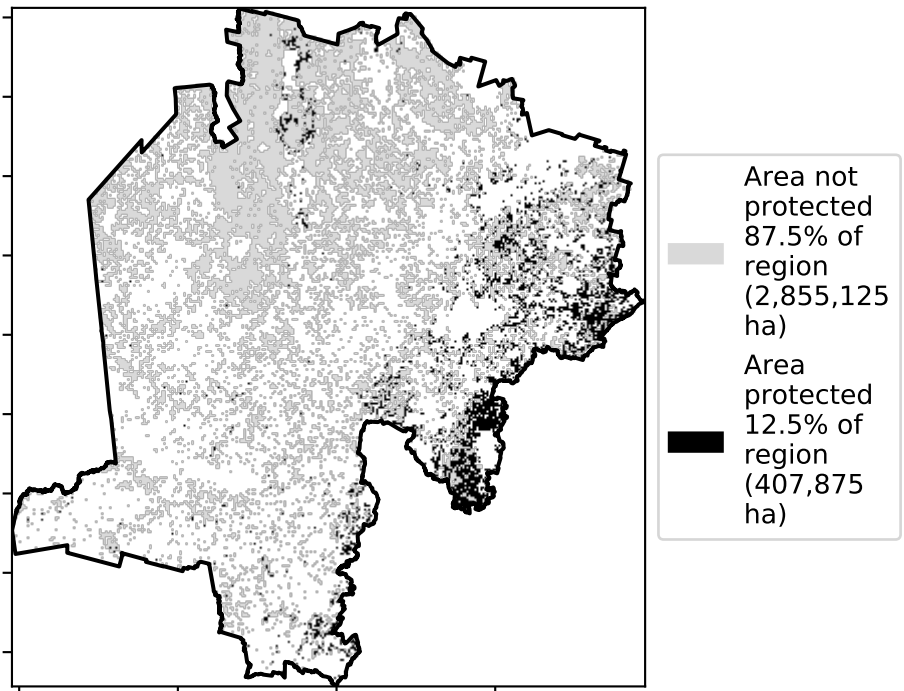 Area not
protected
87.5% of
region
(2,855,125
ha)
Area
protected
12.5% of
region
(407,875
ha)